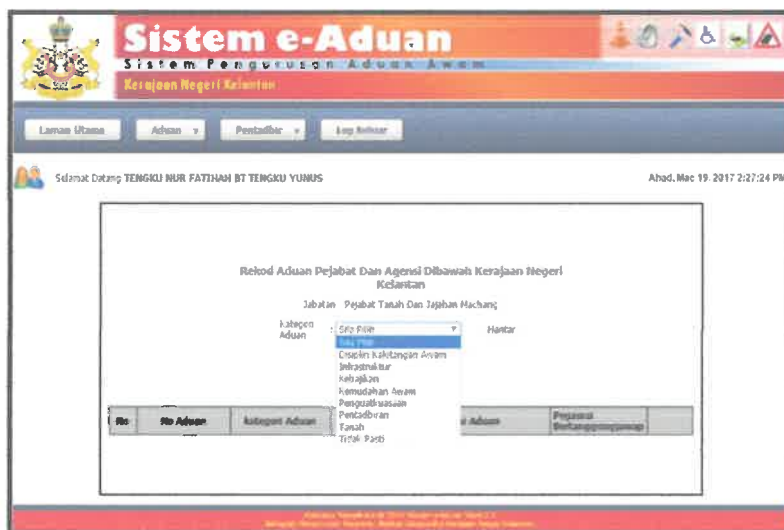 Sistem e-Aduan
Sistem Pengurusan Aduan Awam
Kerajaan Negeri Kelantan
Laman Utama
Aduan
Pentadbir
Log Keluar
Selamat Datang TENGKU NUR FATIHAH BT TENGKU YUNUS
Ahad, Mac 19, 2017 2:27:24 PM
Rekod Aduan Pejabat Dan Agensi Dibawah Kerajaan Negeri
Kelantan
Jabatan Pejabat Tanah Dan Jajahan Machang
Kategori
Aduan
: Sila Pilih
Hantar
Sila Pilih
Disiplin Kakitangan Awam
Infrastruktur
Kebajikan
Kemudahan Awam
Penguatkuasaan
Pentadbiran
Tanah
Tidak Pasti
No
No Aduan
Kategori Aduan
Aduan
Pegawai
Bertanggungjawap